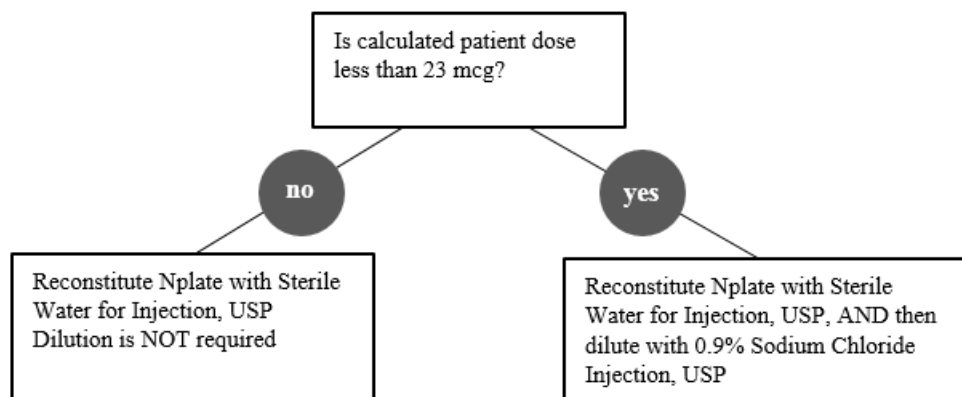 Is calculated patient dose
less than 23 mcg?
no
yes
Reconstitute Nplate with Sterile
Water for Injection, USP
Dilution is NOT required
Reconstitute Nplate with Sterile
Water for Injection, USP, AND then
dilute with 0.9% Sodium Chloride
Injection, USP